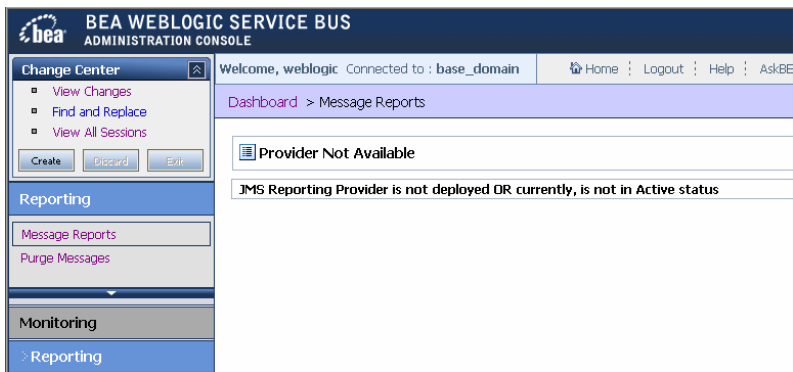 bea
BEA WEBLOGIC SERVICE BUS
ADMINISTRATION CONSOLE
Change Center
View Changes
Find and Replace
View All Sessions
Create Discard Exit
Reporting
Message Reports
Purge Messages
Monitoring
Reporting
Welcome, weblogic Connected to : base_domain Home Logout Help AskBE
Dashboard > Message Reports
Provider Not Available
JMS Reporting Provider is not deployed OR currently, is not in Active status